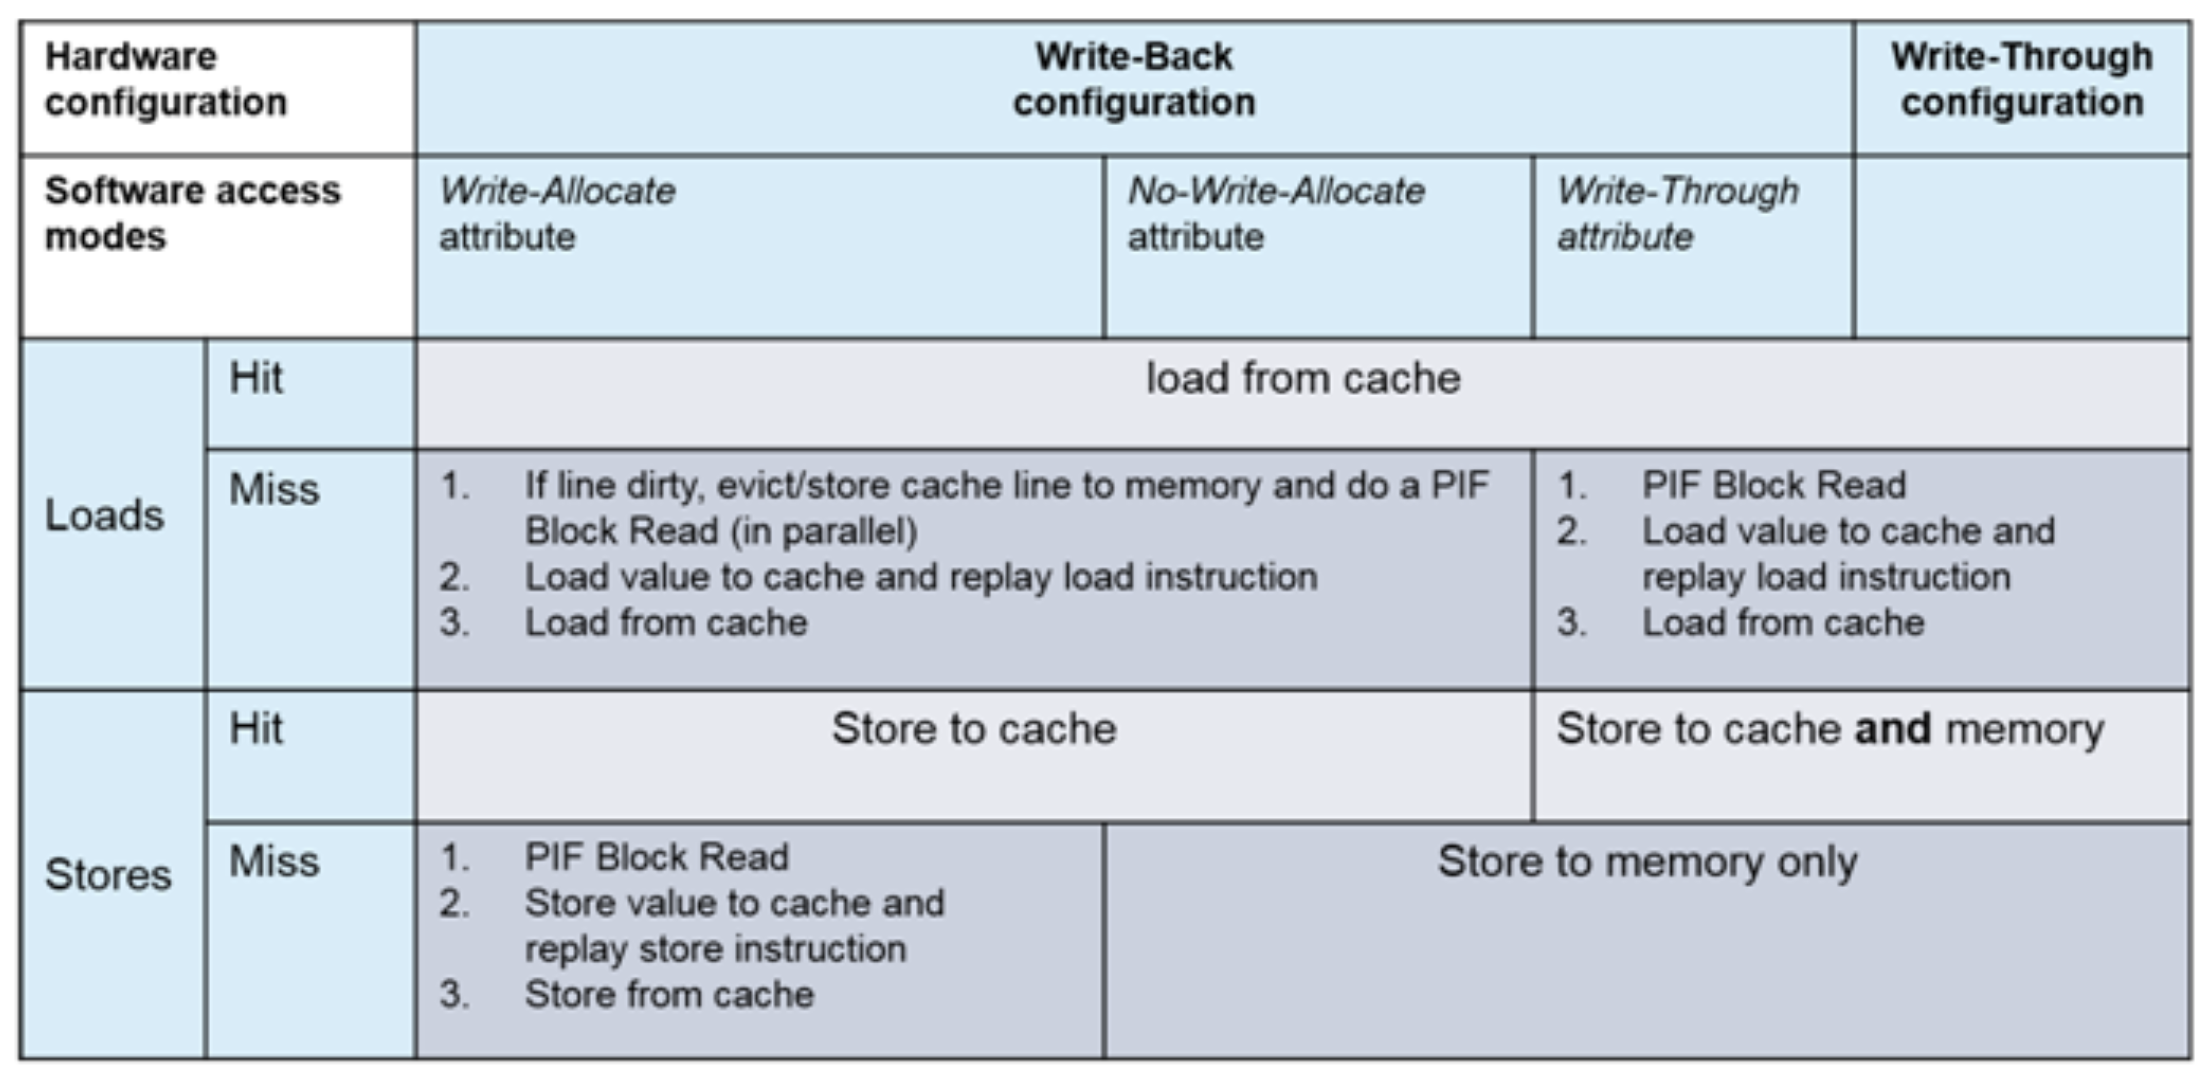 Hardware
configuration
Write-Back
configuration
Write-Through
configuration
Software access
modes
Write-Allocate
attribute
No-Write-Allocate
attribute
Write-Through
attribute
Loads
Hit
load from cache
Miss
1. If line dirty, evict/store cache line to memory and do a PIF
Block Read (in parallel)
2. Load value to cache and replay load instruction
3. Load from cache
1. PIF Block Read
2. Load value to cache and
replay load instruction
3. Load from cache
Stores
Hit
Store to cache
Store to cache and memory
Miss
1. PIF Block Read
2. Store value to cache and
replay store instruction
3. Store from cache
Store to memory only